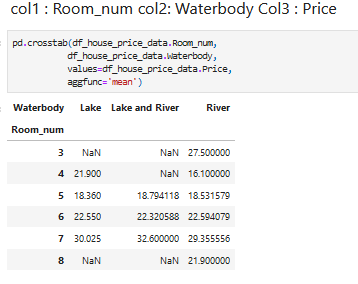 col1 : Room_num col2: Waterbody Col3 : Price
pd.crosstab(df_house_price_data.Room_num,
df_house_price_data.Waterbody,
values=df_house_price_data.Price,
aggfunc='mean')
Waterbody Lake Lake and River River
Room_num
3 NaN NaN 27.500000
4 21.900 NaN 16.100000
5 18.360 18.794118 18.531579
6 22.550 22.320588 22.594079
7 30.025 32.600000 29.355556
8 NaN NaN 21.900000